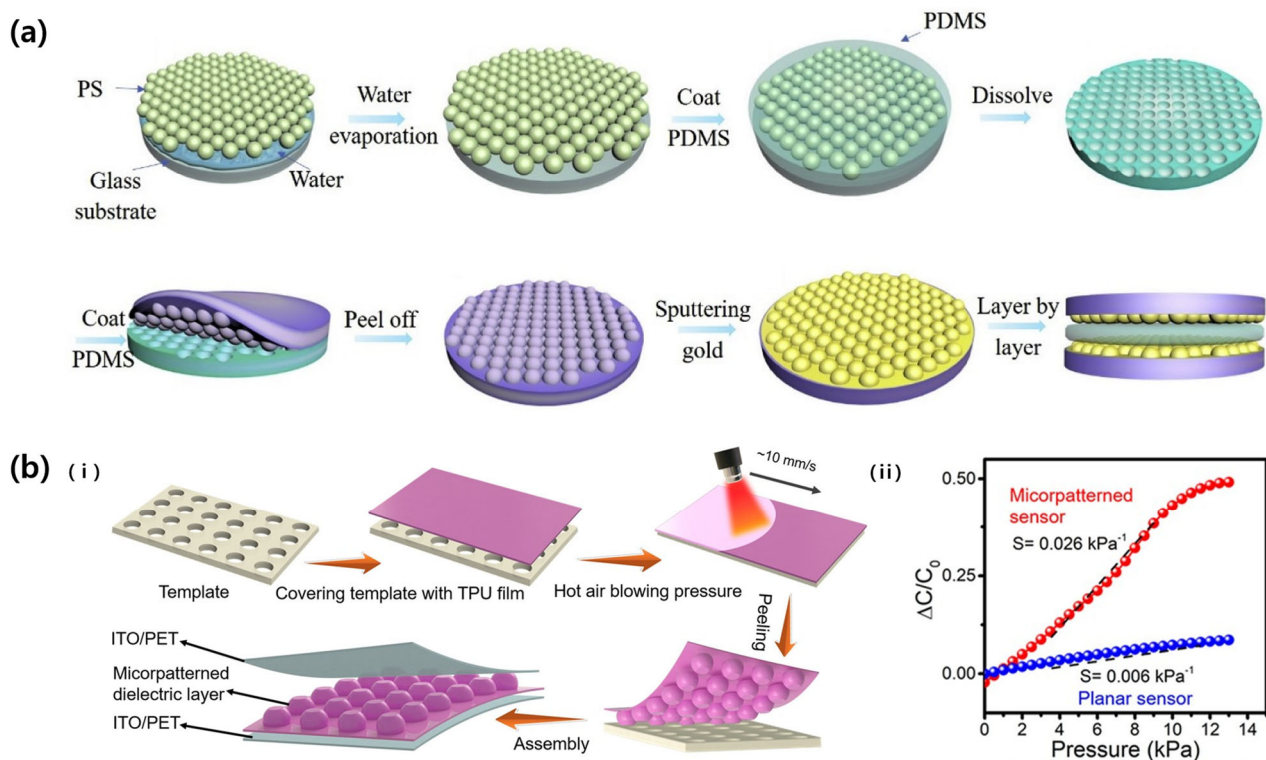 (a)
PS
Glass
substrate
Water
Water
evaporation
Coat
PDMS
PDMS
Dissolve
Coat
PDMS
Peel off
Sputtering
gold
Layer by
layer
(b)
(i)
Template
Covering template with TPU film
Hot air blowing pressure
~10 mm/s
Peeling
Assembly
ITO/PET
Micorpatterned
dielectric layer
ITO/PET
(ii)
ΔC/C₀
0.50
0.25
0.00
Micorpatterned
sensor
S= 0.026 kPa⁻¹
S= 0.006 kPa⁻¹
Planar sensor
0 2 4 6 8 10 12 14
Pressure (kPa)